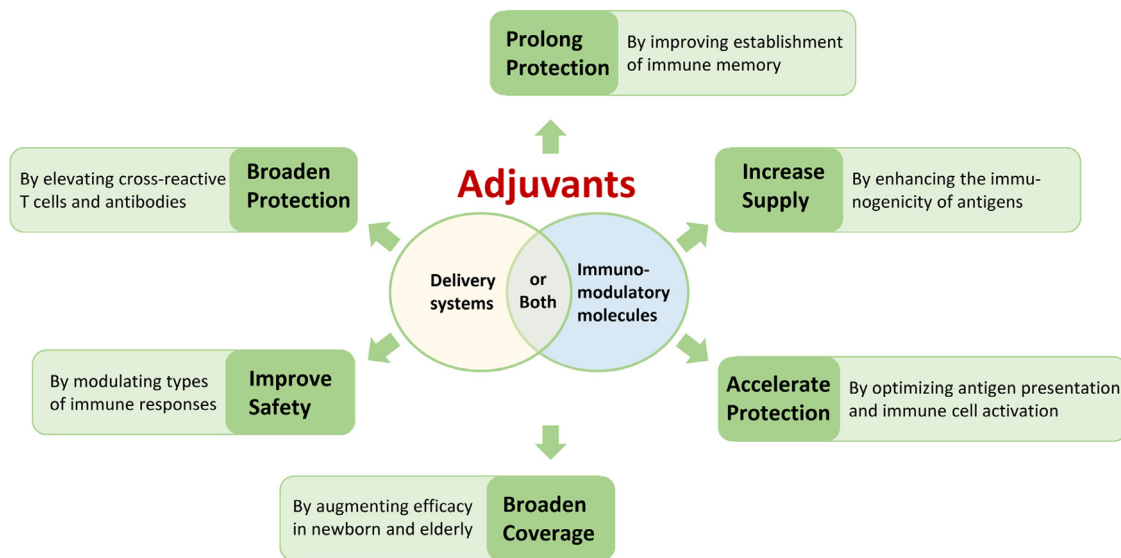 Prolong
Protection
By improving establishment
of immune memory
By elevating cross-reactive
T cells and antibodies
Broaden
Protection
Adjuvants
Increase
Supply
By enhancing the immu-
nogenicity of antigens
Delivery
systems
or
Both
Immuno-
modulatory
molecules
By modulating types
of immune responses
Improve
Safety
Accelerate
Protection
By optimizing antigen presentation
and immune cell activation
By augmenting efficacy
in newborn and elderly
Broaden
Coverage